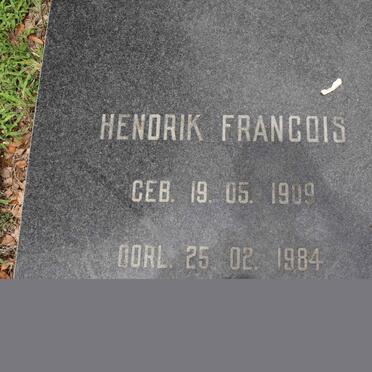 HENDRIK FRANCOIS
GEB. 19. 05. 1909
OORL. 25. 02. 1984